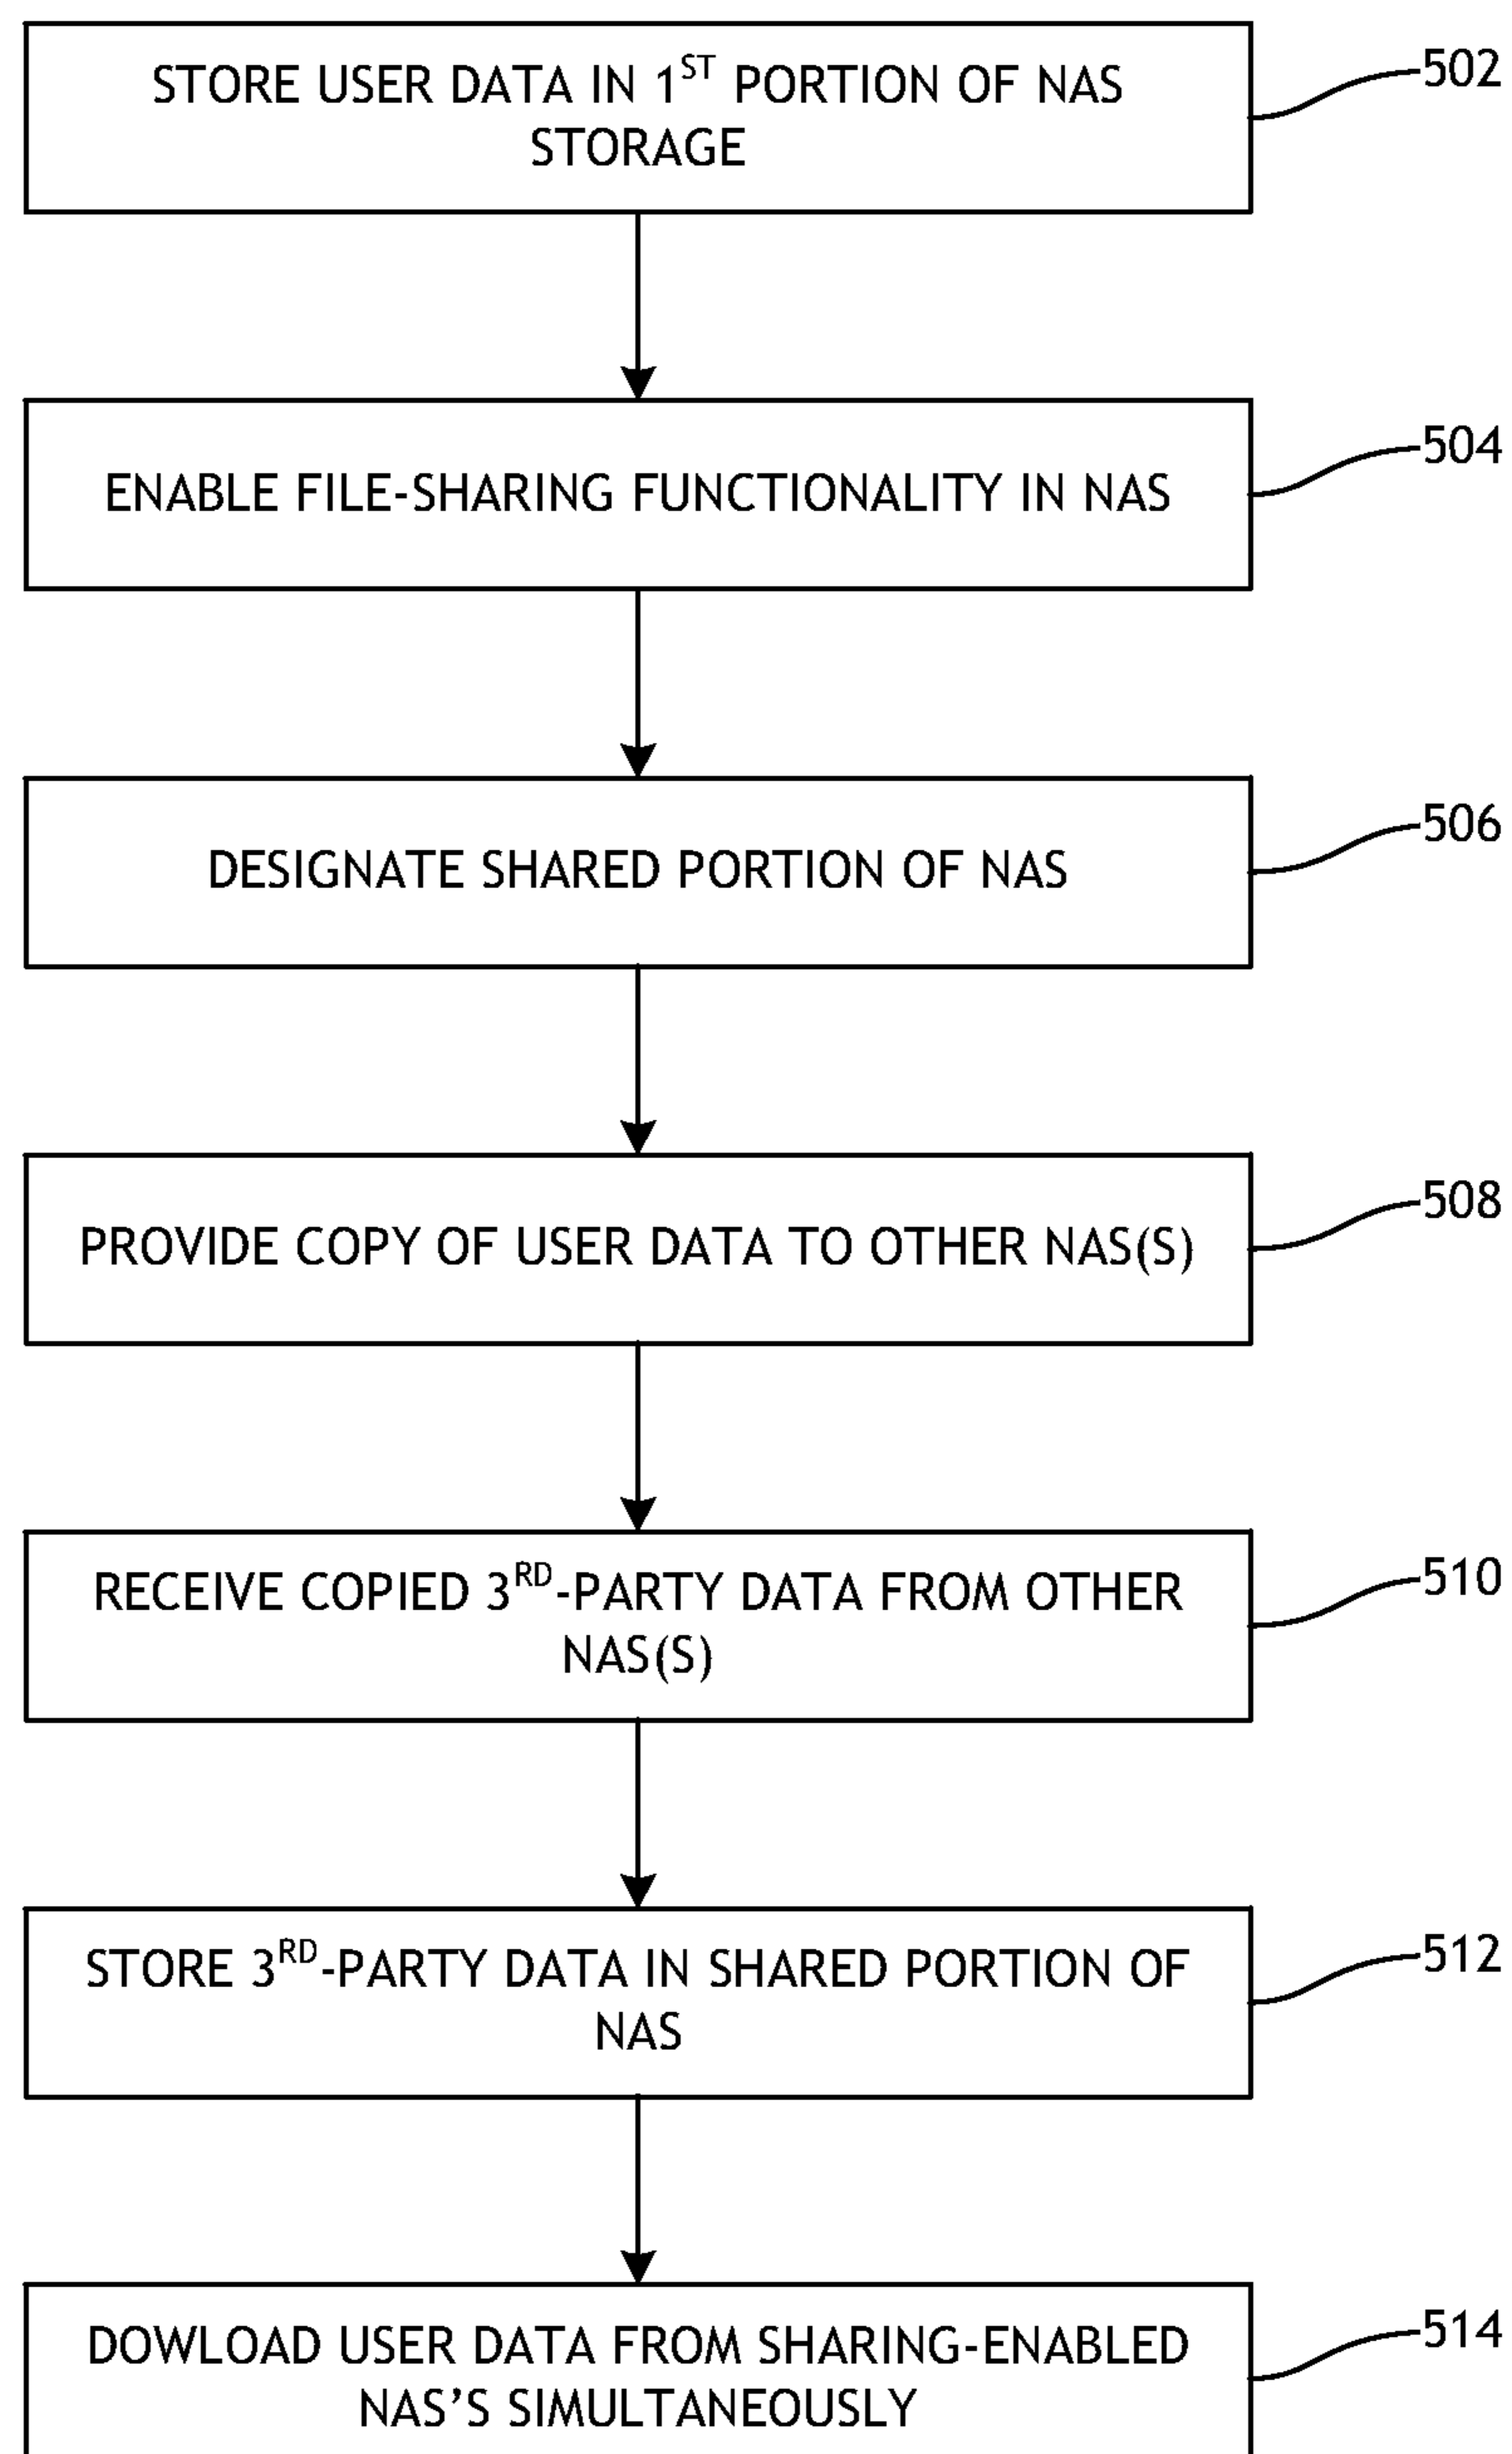 STORE USER DATA IN 1ST PORTION OF NAS
STORAGE
502
ENABLE FILE-SHARING FUNCTIONALITY IN NAS
504
DESIGNATE SHARED PORTION OF NAS
506
PROVIDE COPY OF USER DATA TO OTHER NAS(S)
508
RECEIVE COPIED 3RD-PARTY DATA FROM OTHER
NAS(S)
510
STORE 3RD-PARTY DATA IN SHARED PORTION OF
NAS
512
DOWLOAD USER DATA FROM SHARING-ENABLED
NAS’S SIMULTANEOUSLY
514